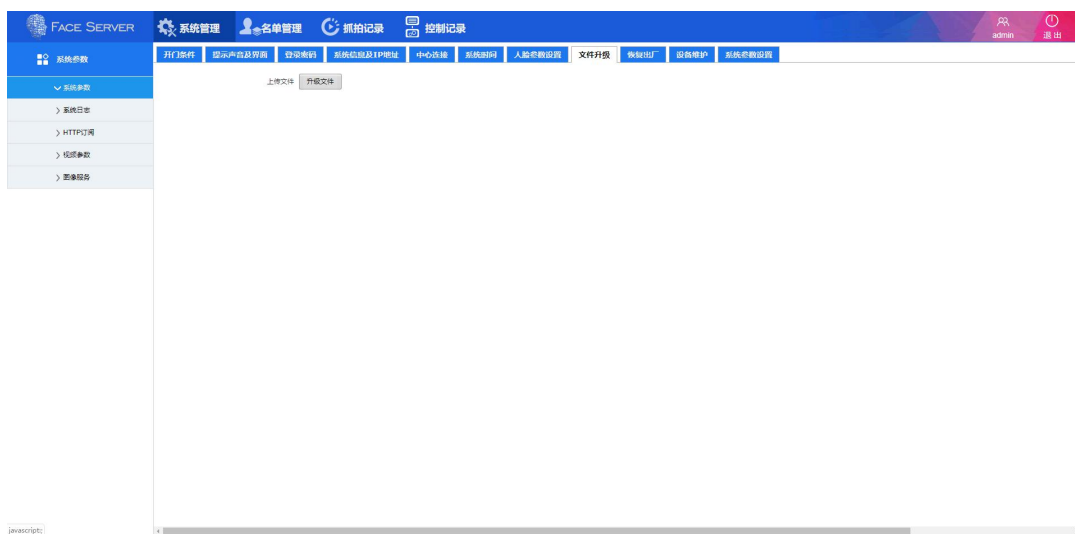 FACE SERVER 系统管理 名单管理 抓拍记录 控制记录 admin 退出
系统参数 开门条件 提示声音及界面 登录密码 系统信息及IP地址 中心连接 系统时间 人脸参数设置 文件升级 恢复出厂 设备维护 系统参数设置
上传文件 升级文件
系统参数
系统日志
HTTP订阅
视频参数
图像服务
javascript:;